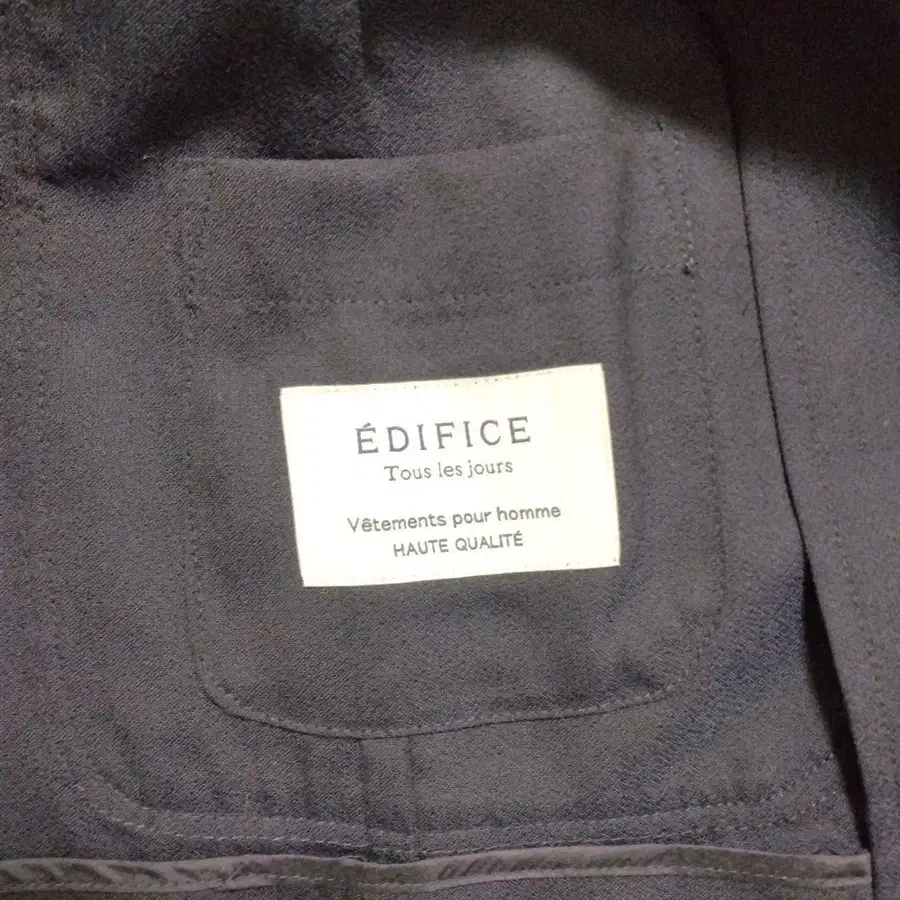 ÉDIFICE
Tous les jours
Vêtements pour homme
HAUTE QUALITÉ